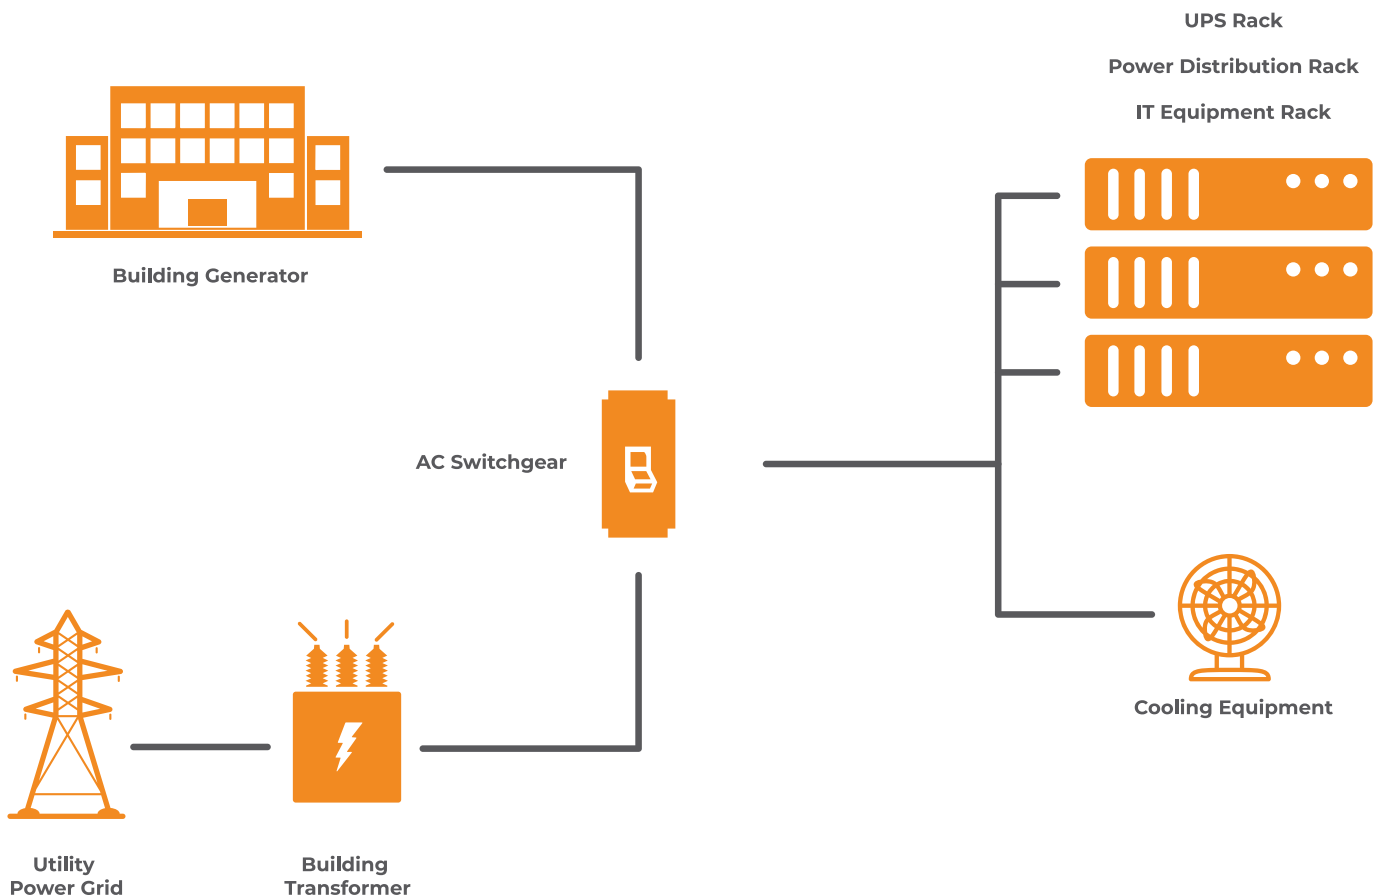 UPS Rack
Power Distribution Rack
IT Equipment Rack
Building Generator
AC Switchgear
Cooling Equipment
Utility
Power Grid
Building
Transformer